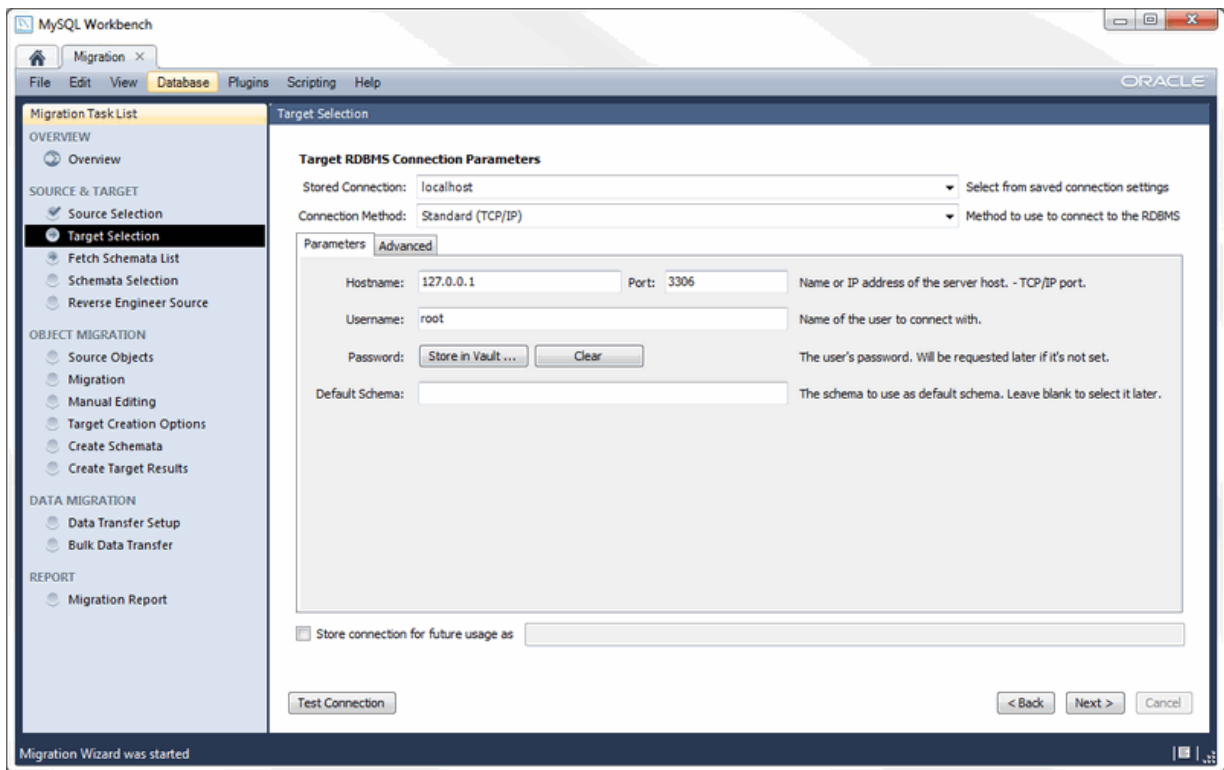 MySQL Workbench
Migration ×
File Edit View Database Plugins Scripting Help ORACLE
Migration Task List
OVERVIEW
Overview
SOURCE & TARGET
Source Selection
Target Selection
Fetch Schemata List
Schemata Selection
Reverse Engineer Source
OBJECT MIGRATION
Source Objects
Migration
Manual Editing
Target Creation Options
Create Schemata
Create Target Results
DATA MIGRATION
Data Transfer Setup
Bulk Data Transfer
REPORT
Migration Report
Target Selection
Target RDBMS Connection Parameters
Stored Connection: localhost Select from saved connection settings
Connection Method: Standard (TCP/IP) Method to use to connect to the RDBMS
Parameters Advanced
Hostname: 127.0.0.1 Port: 3306 Name or IP address of the server host. - TCP/IP port.
Username: root Name of the user to connect with.
Password: Store in Vault ... Clear The user's password. Will be requested later if it's not set.
Default Schema: The schema to use as default schema. Leave blank to select it later.
Store connection for future usage as
Test Connection < Back Next > Cancel
Migration Wizard was started